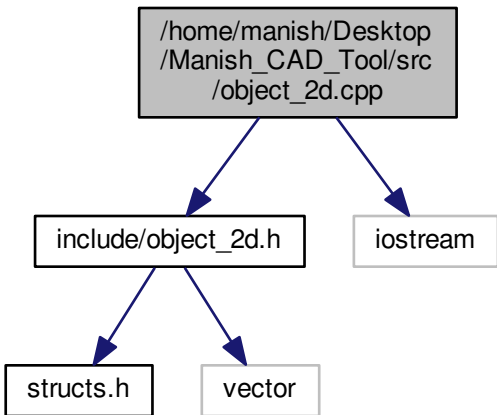 /home/manish/Desktop
/Manish_CAD_Tool/src
/object_2d.cpp
include/object_2d.h
iostream
structs.h
vector